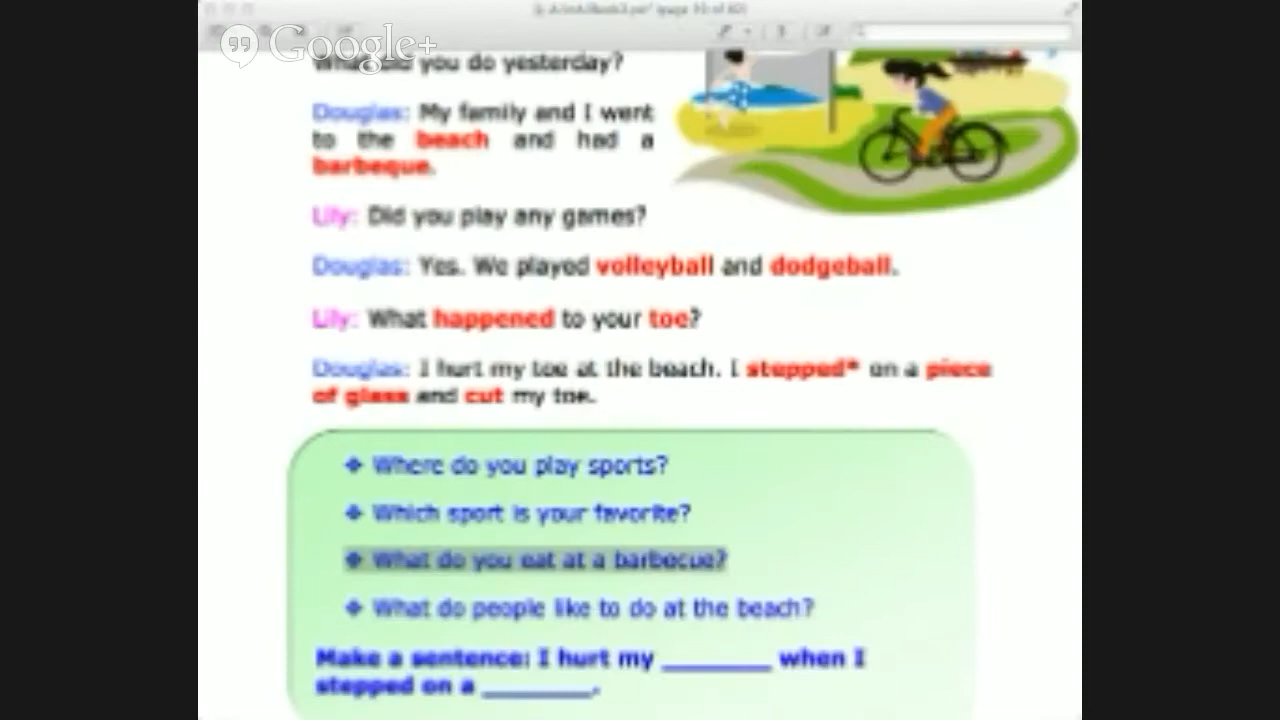 Google+
you do yesterday?
Douglas: My family and I went
to the beach and had a
barbeque.
Lily: Did you play any games?
Douglas: Yes. We played volleyball and dodgeball.
Lily: What happened to your toe?
Douglas: I hurt my toe at the beach. I stepped* on a piece
of glass and cut my toe.
❖ Where do you play sports?
❖ Which sport is your favorite?
❖ What do you eat at a barbecue?
❖ What do people like to do at the beach?
Make a sentence: I hurt my ________ when I
stepped on a ________.